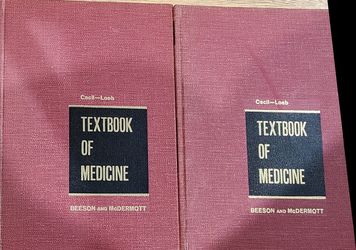 Cecil—Loeb
TEXTBOOK
OF
MEDICINE
BEESON AND McDERMOTT
Cecil—Loeb
TEXTBOOK
OF
MEDICINE
BEESON AND McDERMOTT